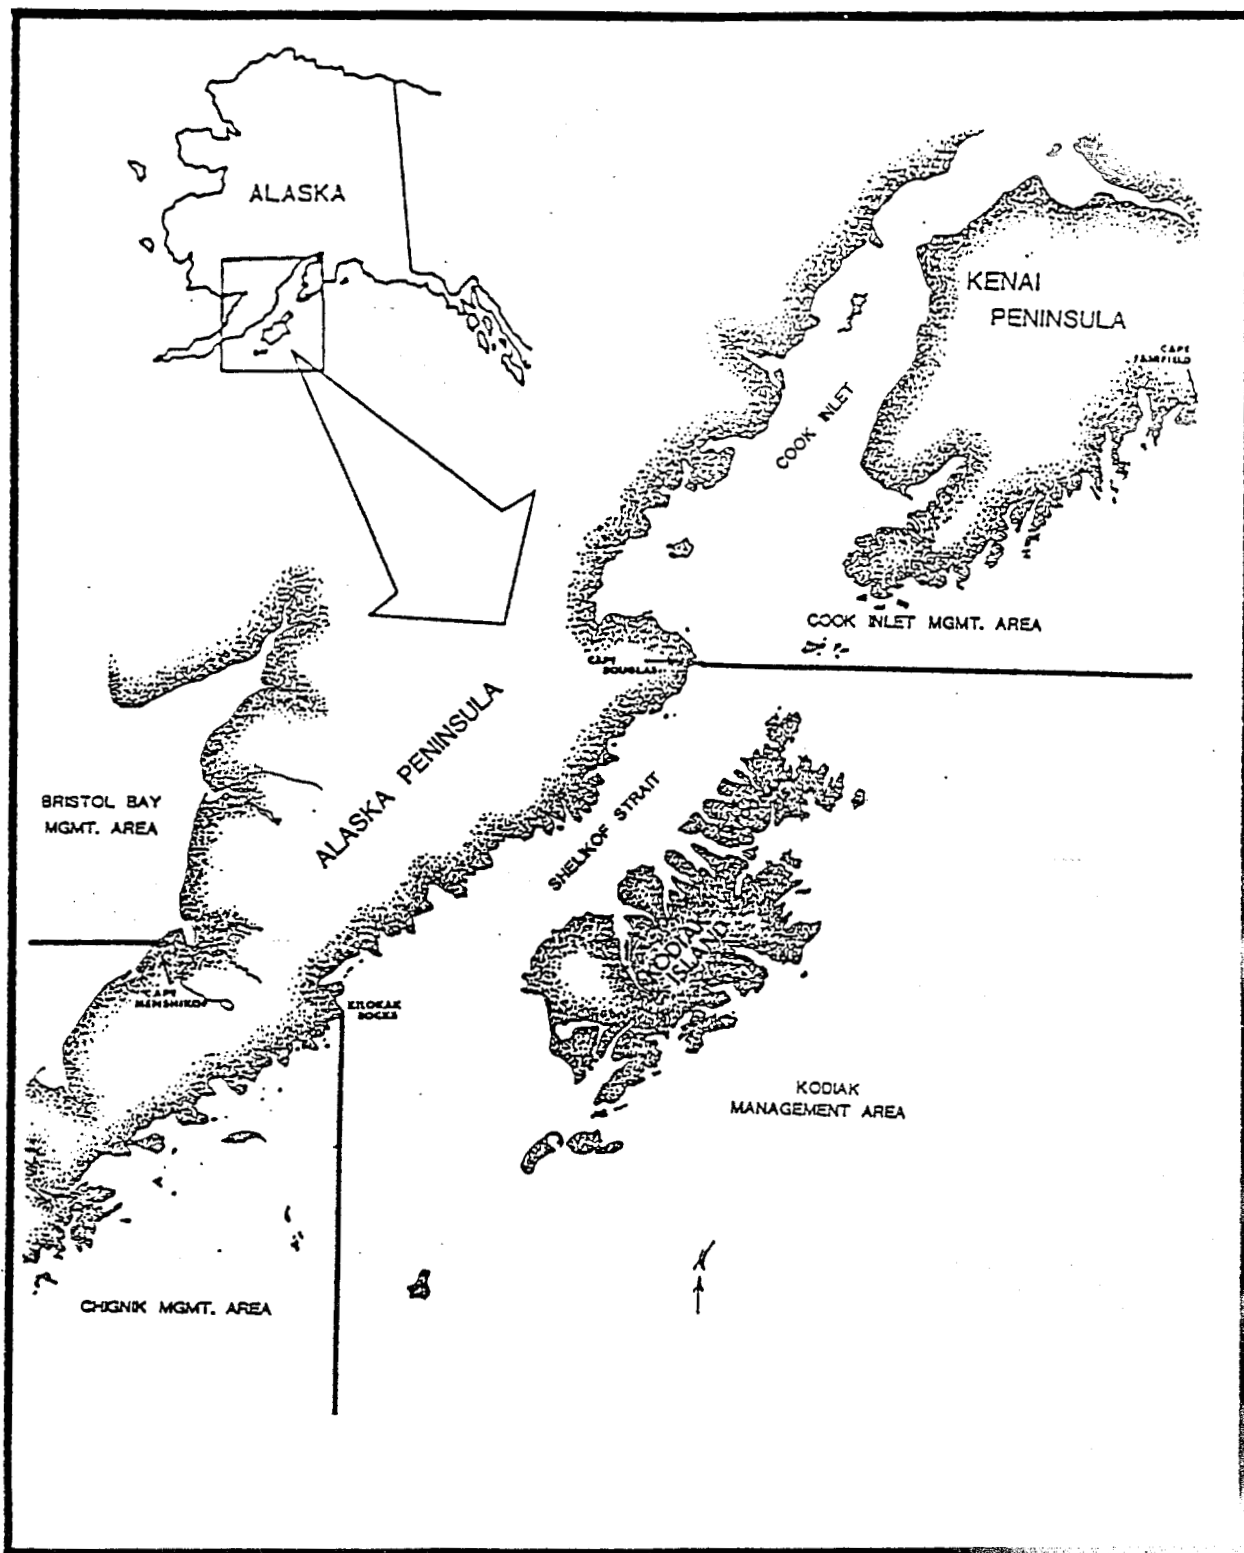 ALASKA
KENAI
PENINSULA
CAPE
FAIRFIELD
COOK INLET
COOK INLET MGMT. AREA
CAPE
DOUGLAS
ALASKA PENINSULA
SHELIKOF STRAIT
BRISTOL BAY
MGMT. AREA
KODIAK
ISLAND
CAPE
MENSHIKOF
KILOKAK
ROCKS
KODIAK
MANAGEMENT AREA
CHIGNIK MGMT. AREA